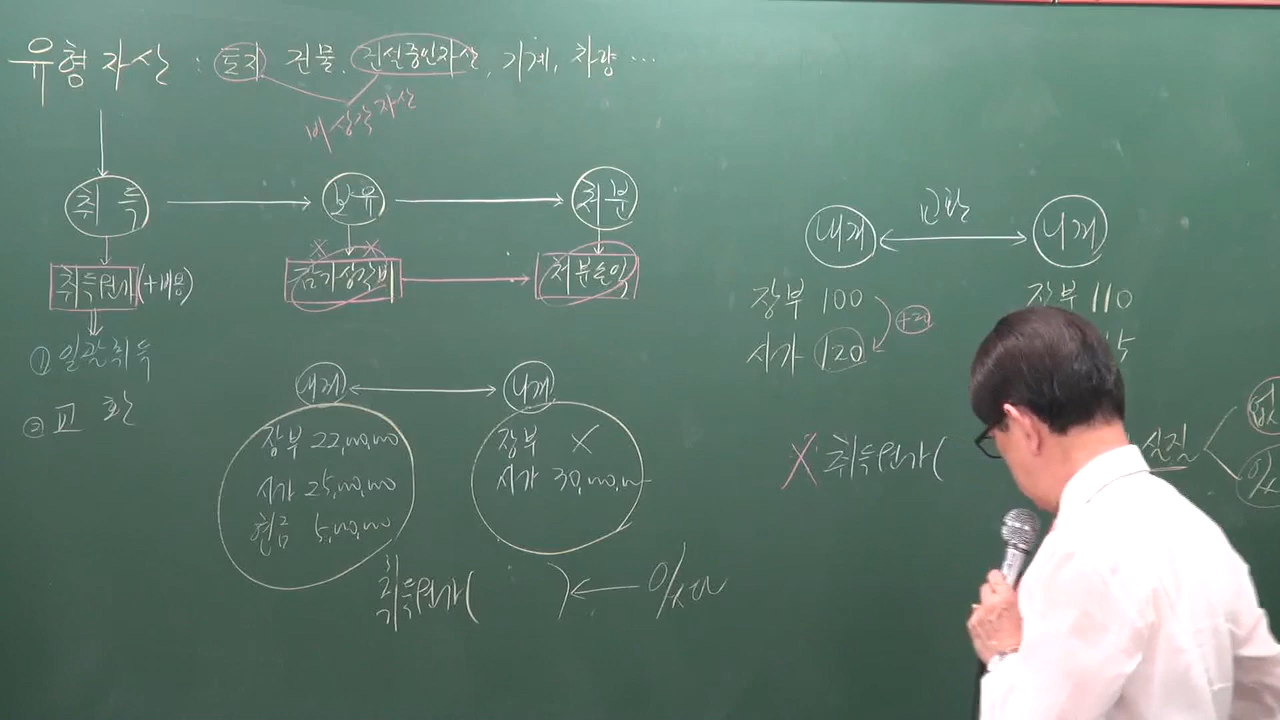 유형자산 : 토지 건물, 건설중인자산, 기계, 차량 …
비상각자산
취득 보유 처분
취득원가(+비용) 감가상각비 처분손익
① 일괄취득
② 교환
내꺼 니꺼
장부 22,000,000 장부 X
시가 25,000,000 시가 30,000,000
현금 5,000,000
취득원가( )
교환
내꺼 니꺼
장부 100 장부 110
+20
시가 120
X 취득원가( 실질